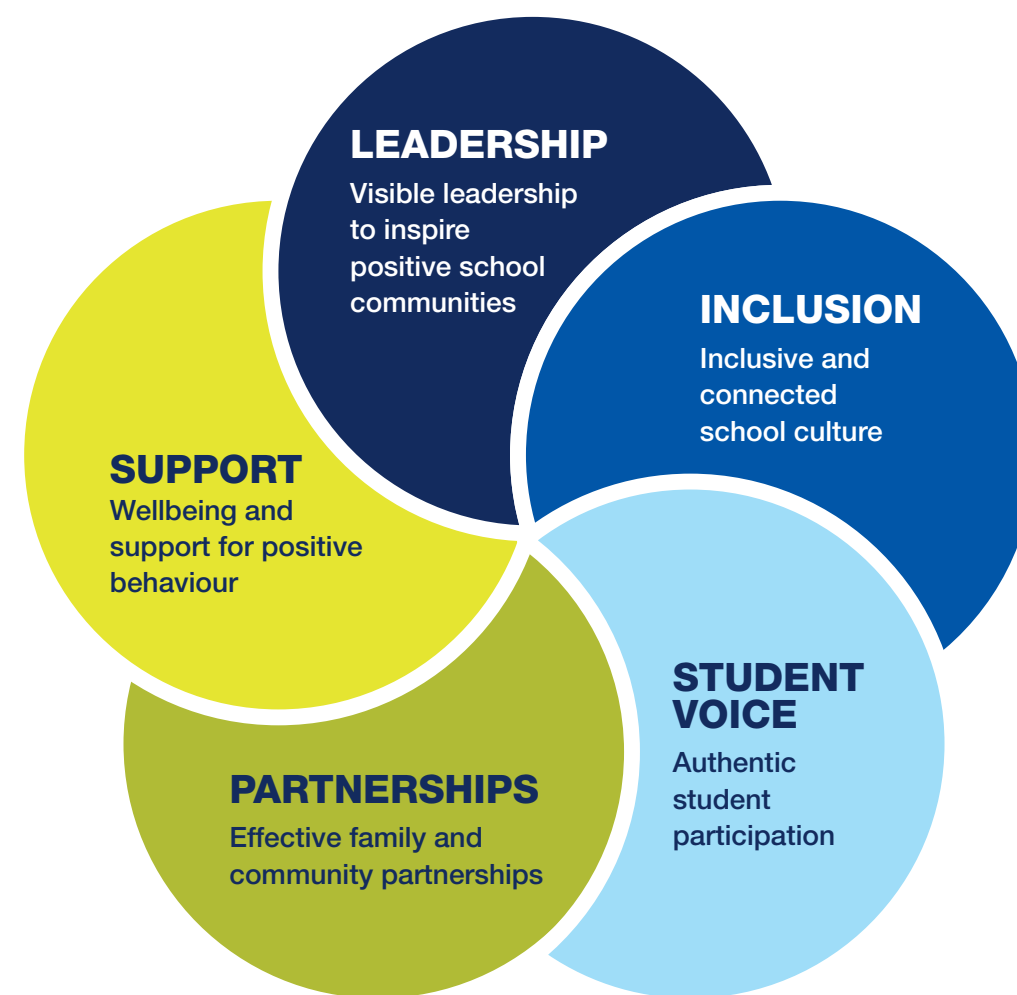 LEADERSHIP
Visible leadership
to inspire
positive school
communities
INCLUSION
Inclusive and
connected
school culture
STUDENT
VOICE
Authentic
student
participation
PARTNERSHIPS
Effective family and
community partnerships
SUPPORT
Wellbeing and
support for positive
behaviour